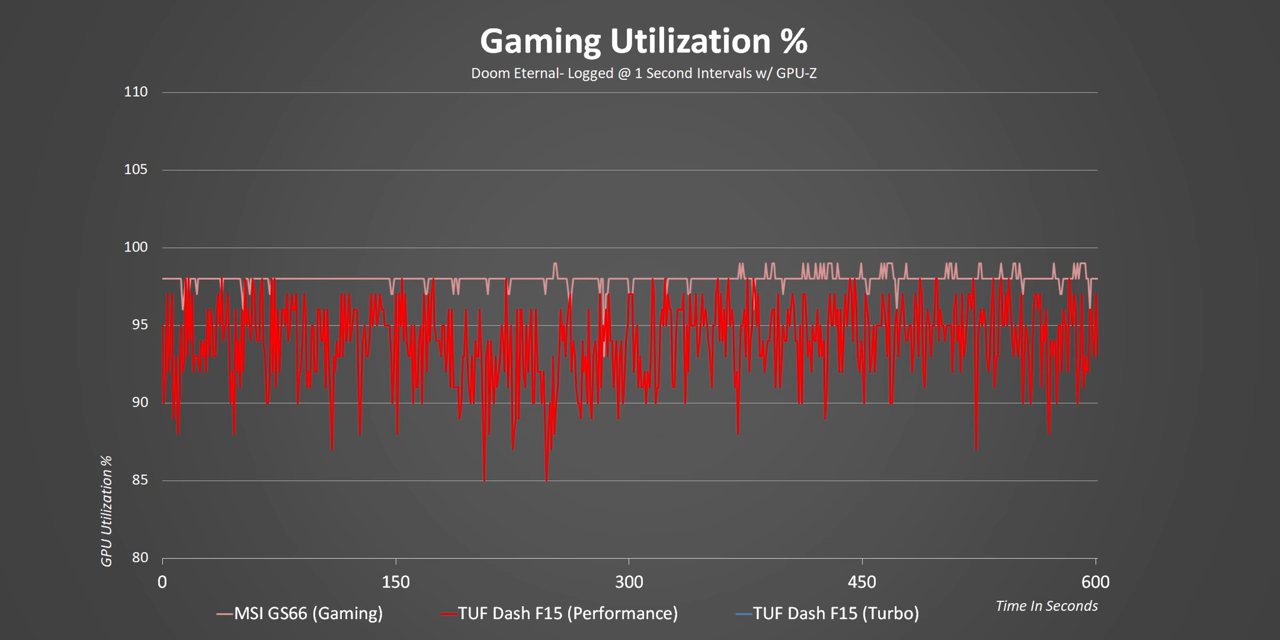 Gaming Utilization %
Doom Eternal- Logged @ 1 Second Intervals w/ GPU-Z
110
105
100
95
90
85
80
GPU Utilization %
0 150 300 450 600
Time In Seconds
MSI GS66 (Gaming) TUF Dash F15 (Performance) TUF Dash F15 (Turbo)